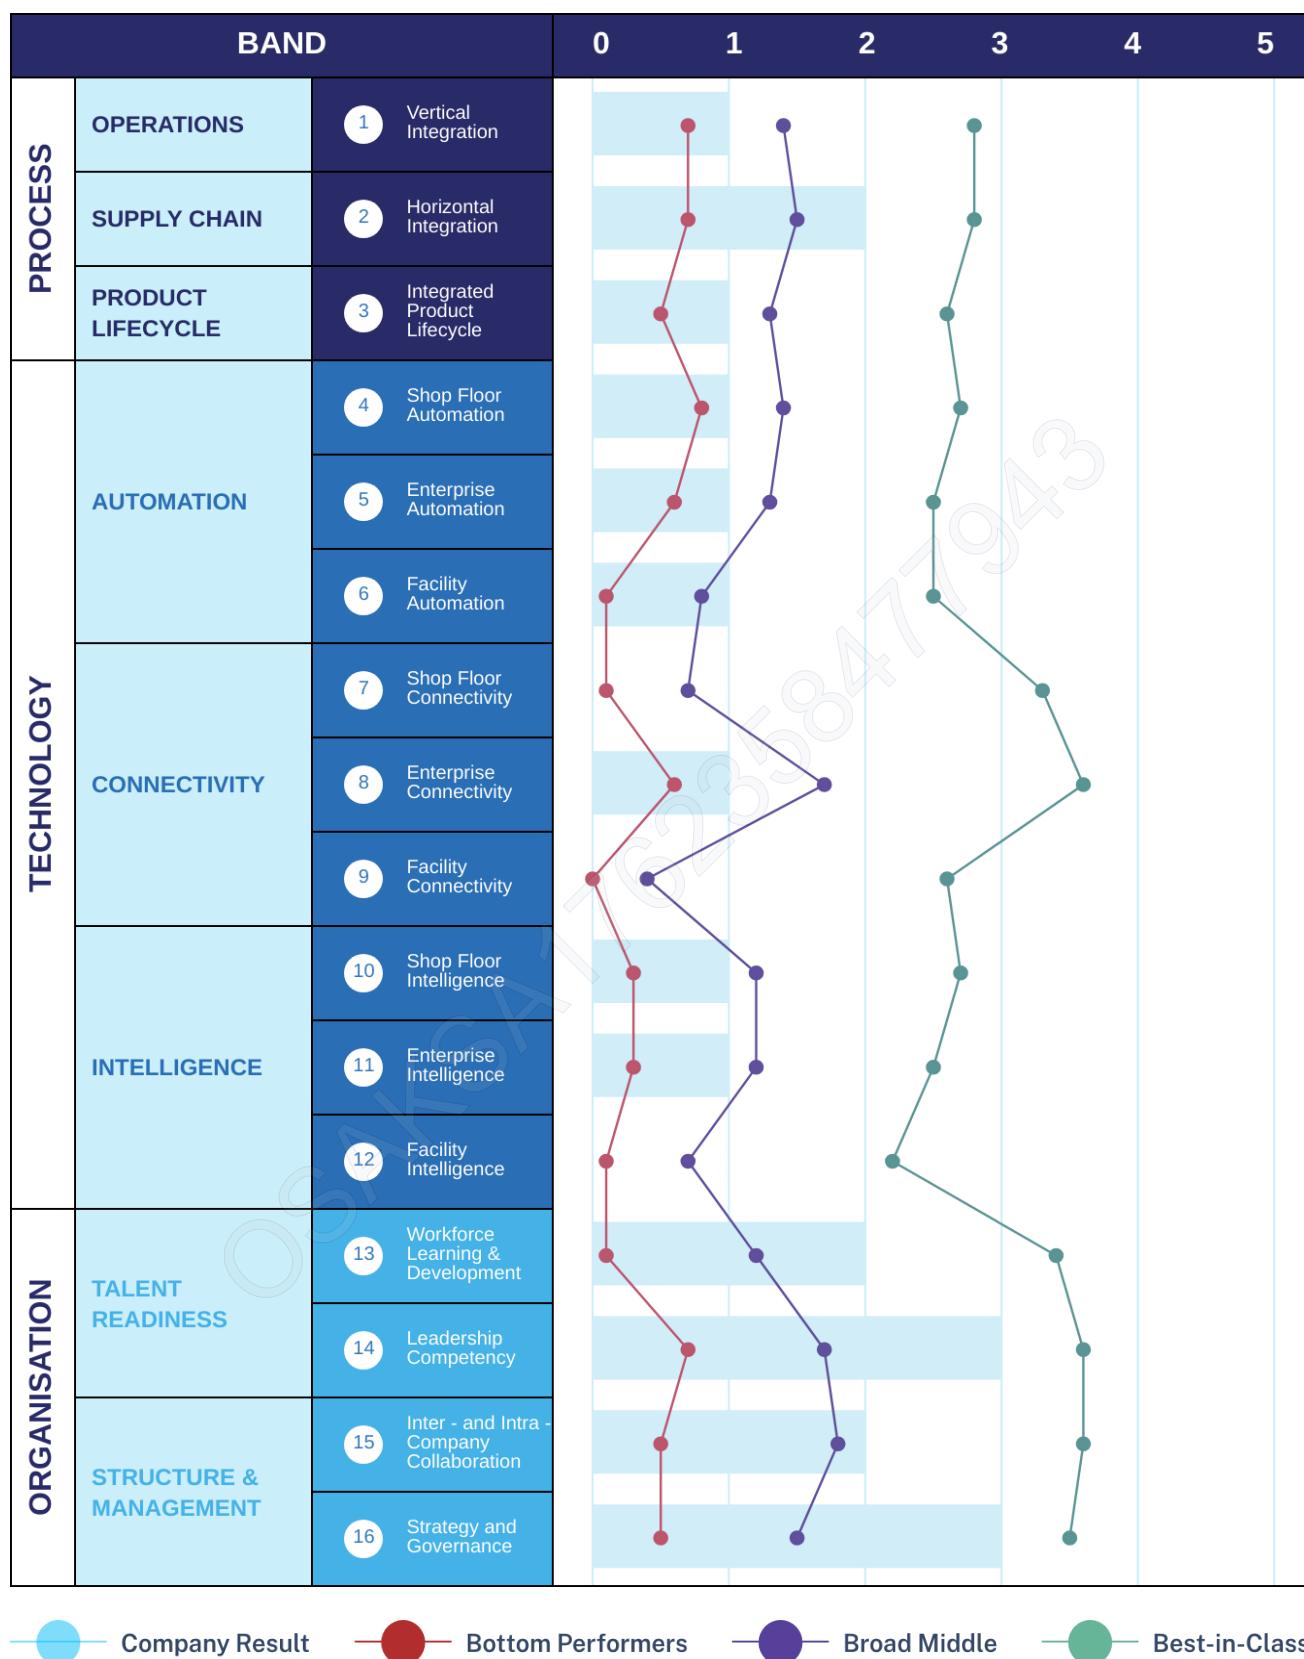 BAND
0 1 2 3 4 5
PROCESS
OPERATIONS
1
Vertical
Integration
SUPPLY CHAIN
2
Horizontal
Integration
PRODUCT
LIFECYCLE
3
Integrated
Product
Lifecycle
TECHNOLOGY
AUTOMATION
4
Shop Floor
Automation
5
Enterprise
Automation
6
Facility
Automation
CONNECTIVITY
7
Shop Floor
Connectivity
8
Enterprise
Connectivity
9
Facility
Connectivity
INTELLIGENCE
10
Shop Floor
Intelligence
11
Enterprise
Intelligence
12
Facility
Intelligence
ORGANISATION
TALENT
READINESS
13
Workforce
Learning &
Development
14
Leadership
Competency
STRUCTURE &
MANAGEMENT
15
Inter - and Intra -
Company
Collaboration
16
Strategy and
Governance
OSAKSA1762358477943
Company Result
Bottom Performers
Broad Middle
Best-in-Class